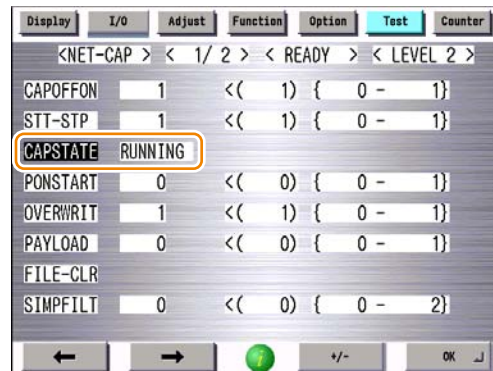 Display I/O Adjust Function Option Test Counter
<NET-CAP > < 1/ 2 > < READY > < LEVEL 2 >
CAPOFFON 1 <( 1) { 0 - 1}
STT-STP 1 <( 1) { 0 - 1}
CAPSTATE RUNNING
PONSTART 0 <( 0) { 0 - 1}
OVERWRIT 1 <( 1) { 0 - 1}
PAYLOAD 0 <( 0) { 0 - 1}
FILE-CLR
SIMPFILT 0 <( 0) { 0 - 2}
← → i +/- OK ↵